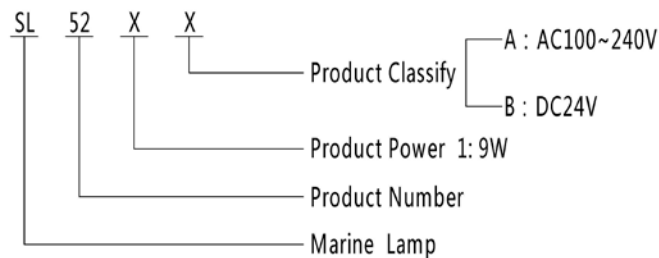 SL 52 X X
A : AC100~240V
Product Classify
B : DC24V
Product Power 1: 9W
Product Number
Marine Lamp